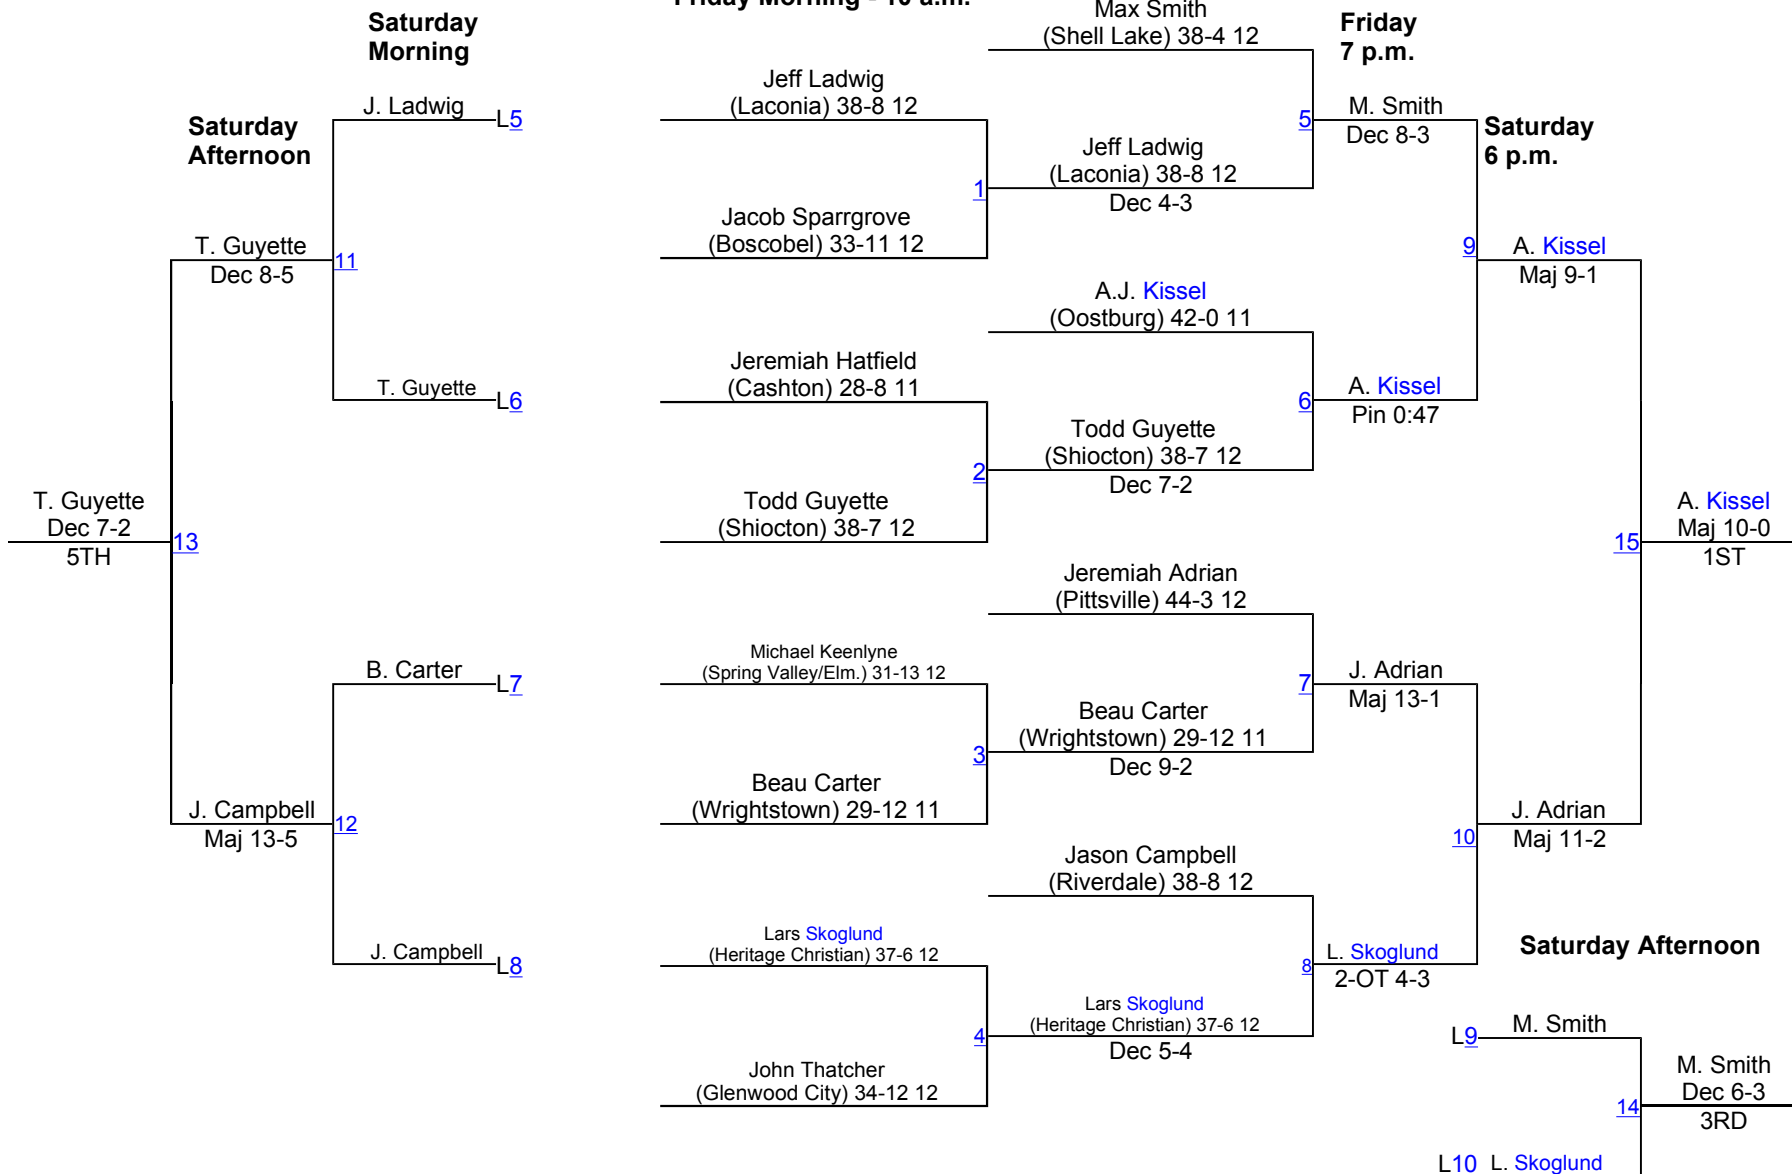 Friday Morning - 10 a.m.
Saturday
Morning
Saturday
Afternoon
J. Ladwig
L5
T. Guyette
Dec 8-5
11
T. Guyette
L6
T. Guyette
Dec 7-2
5TH
13
B. Carter
L7
J. Campbell
Maj 13-5
12
J. Campbell
L8
Jeff Ladwig
(Laconia) 38-8 12
Jacob Sparrgrove
(Boscobel) 33-11 12
1
Jeremiah Hatfield
(Cashton) 28-8 11
Todd Guyette
(Shiocton) 38-7 12
2
Michael Keenlyne
(Spring Valley/Elm.) 31-13 12
Beau Carter
(Wrightstown) 29-12 11
3
Lars Skoglund
(Heritage Christian) 37-6 12
John Thatcher
(Glenwood City) 34-12 12
4
Max Smith
(Shell Lake) 38-4 12
Jeff Ladwig
(Laconia) 38-8 12
Dec 4-3
5
A.J. Kissel
(Oostburg) 42-0 11
Todd Guyette
(Shiocton) 38-7 12
Dec 7-2
6
Jeremiah Adrian
(Pittsville) 44-3 12
Beau Carter
(Wrightstown) 29-12 11
Dec 9-2
7
Jason Campbell
(Riverdale) 38-8 12
Lars Skoglund
(Heritage Christian) 37-6 12
Dec 5-4
8
Friday
7 p.m.
M. Smith
Dec 8-3
A. Kissel
Pin 0:47
9
J. Adrian
Maj 13-1
L. Skoglund
2-OT 4-3
10
Saturday
6 p.m.
A. Kissel
Maj 9-1
J. Adrian
Maj 11-2
15
A. Kissel
Maj 10-0
1ST
Saturday Afternoon
L9
M. Smith
L10
L. Skoglund
14
M. Smith
Dec 6-3
3RD